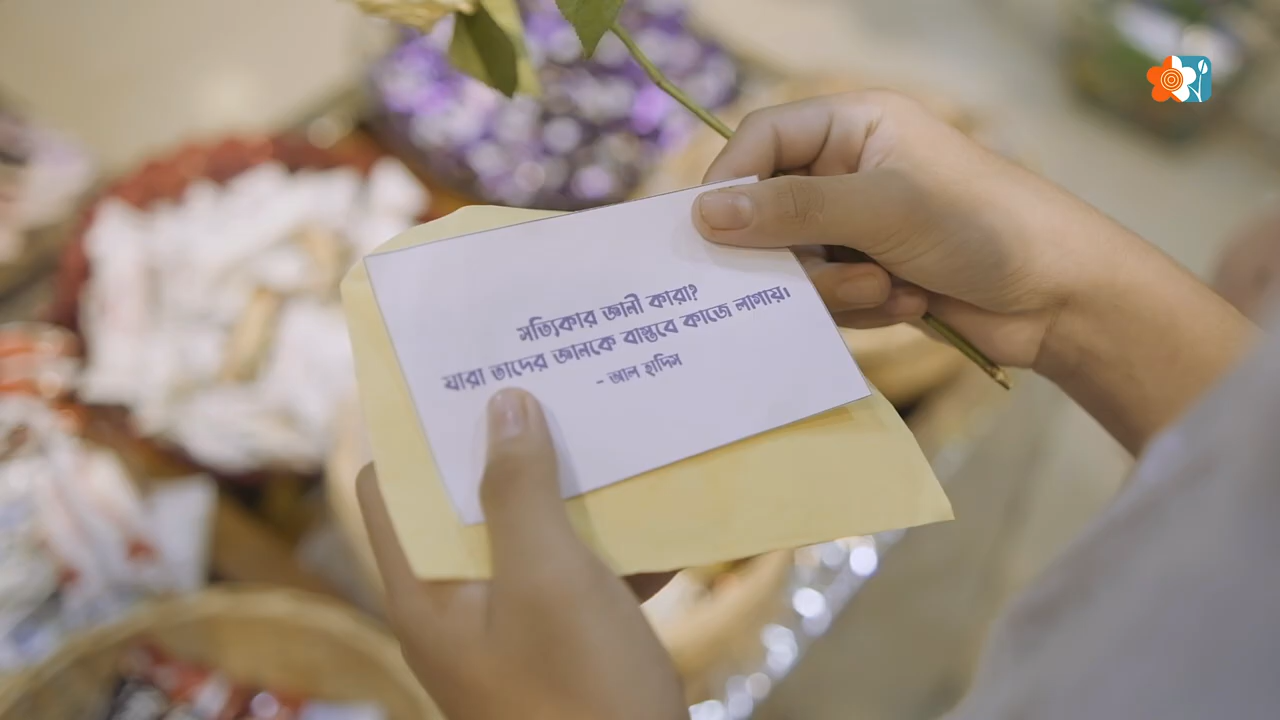 সত্যিকার জ্ঞানী কারা?
যারা তাদের জ্ঞানকে বাস্তবে কাজে লাগায়।
- আল হাদিস